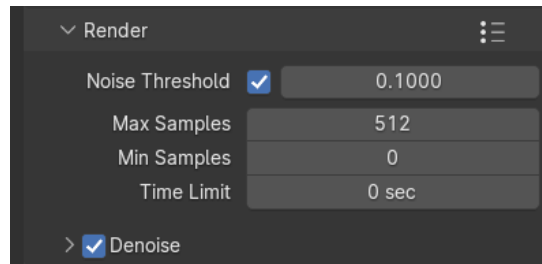 Render
Noise Threshold 0.1000
Max Samples 512
Min Samples 0
Time Limit 0 sec
Denoise